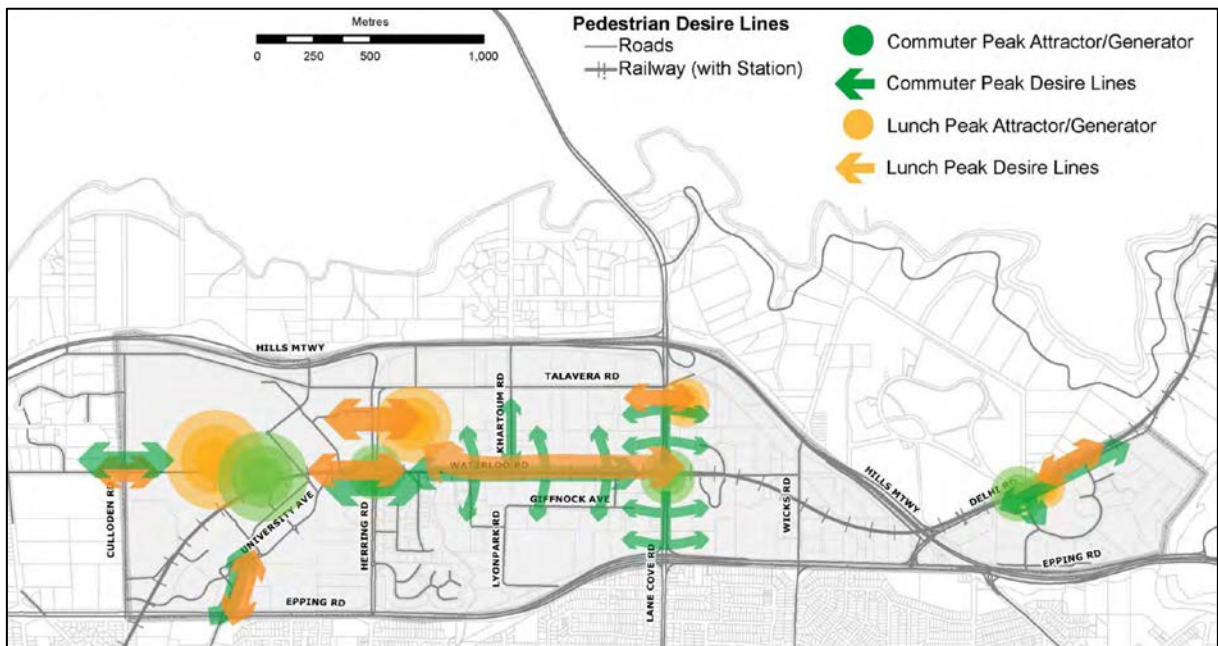 Metres
0 250 500 1,000
Pedestrian Desire Lines
Roads
Railway (with Station)
Commuter Peak Attractor/Generator
Commuter Peak Desire Lines
Lunch Peak Attractor/Generator
Lunch Peak Desire Lines
HILLS MTWY
TALAVERA RD
KHARTOUM RD
WATERLOO RD
GIFFNOCK AVE
CULLODEN RD
UNIVERSITY AVE
HERRING RD
LYONPARK RD
LANE COVE RD
WICKS RD
HILLS MTWY
DELHI RD
EPPING RD
EPPING RD